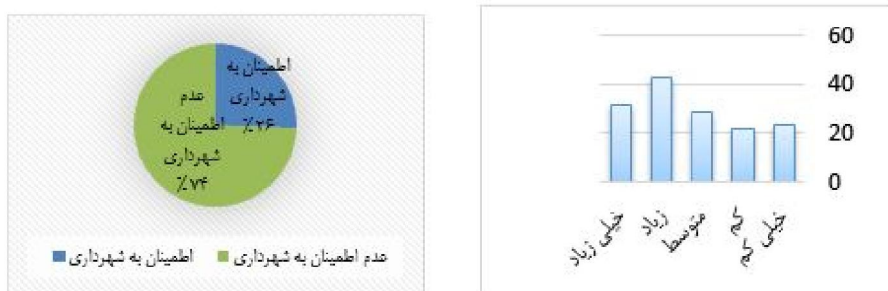 اطمینان به
شهرداری
٪۲۶
عدم
اطمینان به
شهرداری
٪۷۴
عدم اطمینان به شهرداری
اطمینان به شهرداری
60
40
20
0
خیلی کم
کم
متوسط
زیاد
خیلی زیاد